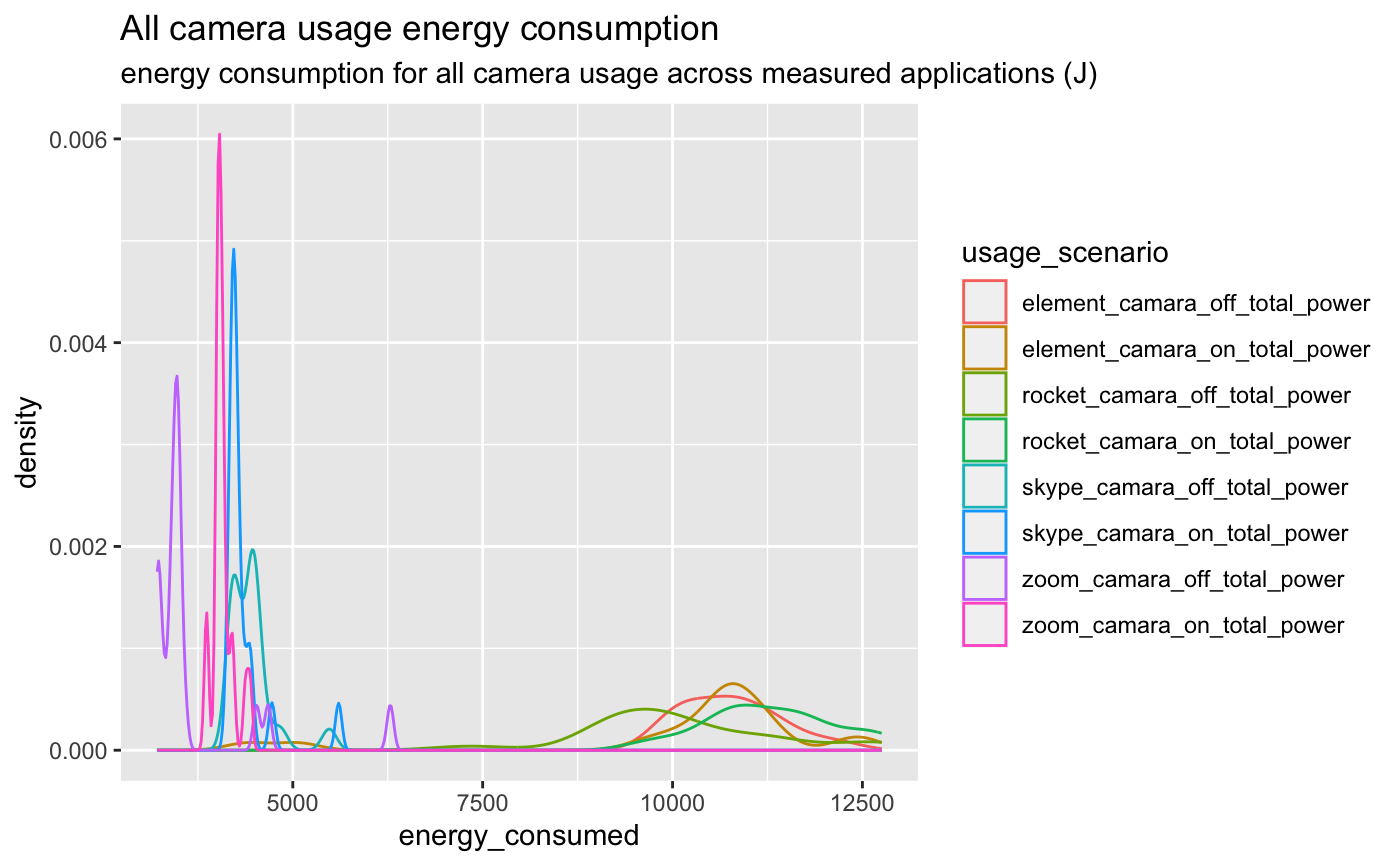 All camera usage energy consumption
energy consumption for all camera usage across measured applications (J)
0.006
0.004
0.002
0.000
density
5000
7500
10000
12500
energy_consumed
usage_scenario
element_camara_off_total_power
element_camara_on_total_power
rocket_camara_off_total_power
rocket_camara_on_total_power
skype_camara_off_total_power
skype_camara_on_total_power
zoom_camara_off_total_power
zoom_camara_on_total_power